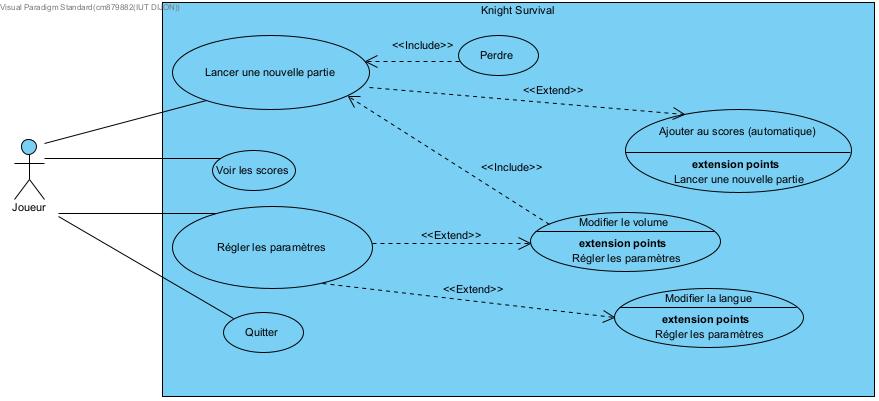 Visual Paradigm Standard(cm879882(IUT DIJON))
Knight Survival
<<Include>>
Lancer une nouvelle partie
Perdre
<<Extend>>
Ajouter au scores (automatique)
extension points
Lancer une nouvelle partie
Voir les scores
<<Include>>
Joueur
Modifier le volume
<<Extend>>
extension points
Régler les paramètres
Régler les paramètres
<<Extend>>
Modifier la langue
extension points
Régler les paramètres
Quitter